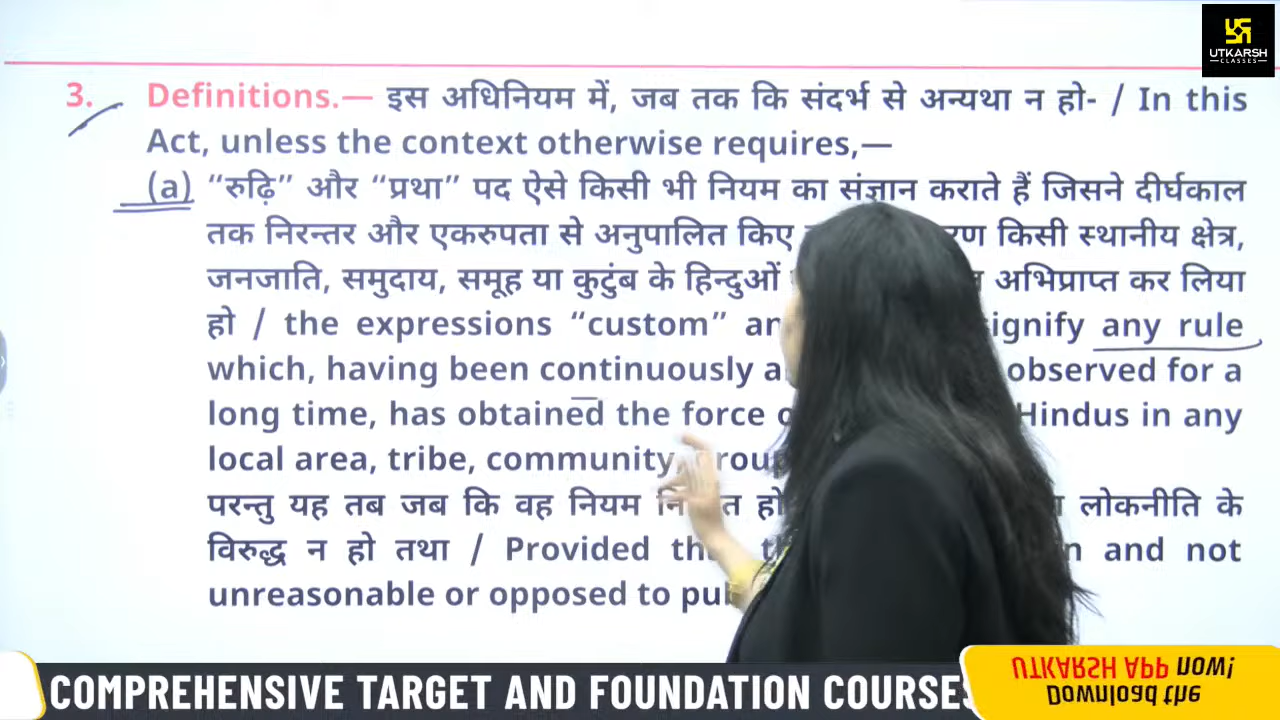 UTKARSH
CLASSES
3. Definitions.— इस अधिनियम में, जब तक कि संदर्भ से अन्यथा न हो- / In this
Act, unless the context otherwise requires,—
(a) “रुढ़ि” और “प्रथा” पद ऐसे किसी भी नियम का संज्ञान कराते हैं जिसने दीर्घकाल
तक निरन्तर और एकरुपता से अनुपालित किए किसी स्थानीय क्षेत्र,
जनजाति, समुदाय, समूह या कुटुंब के हिन्दुओं अभिप्राप्त कर लिया
हो / the expressions “custom” any rule
which, having been continuously observed for a
long time, has obtained the force Hindus in any
local area, tribe, community,
परन्तु यह तब जब कि वह नियम लोकनीति के
विरुद्ध न हो तथा / Provided and not
unreasonable or opposed to
COMPREHENSIVE TARGET AND FOUNDATION COURSES
Download the
UTKARSH APP now!